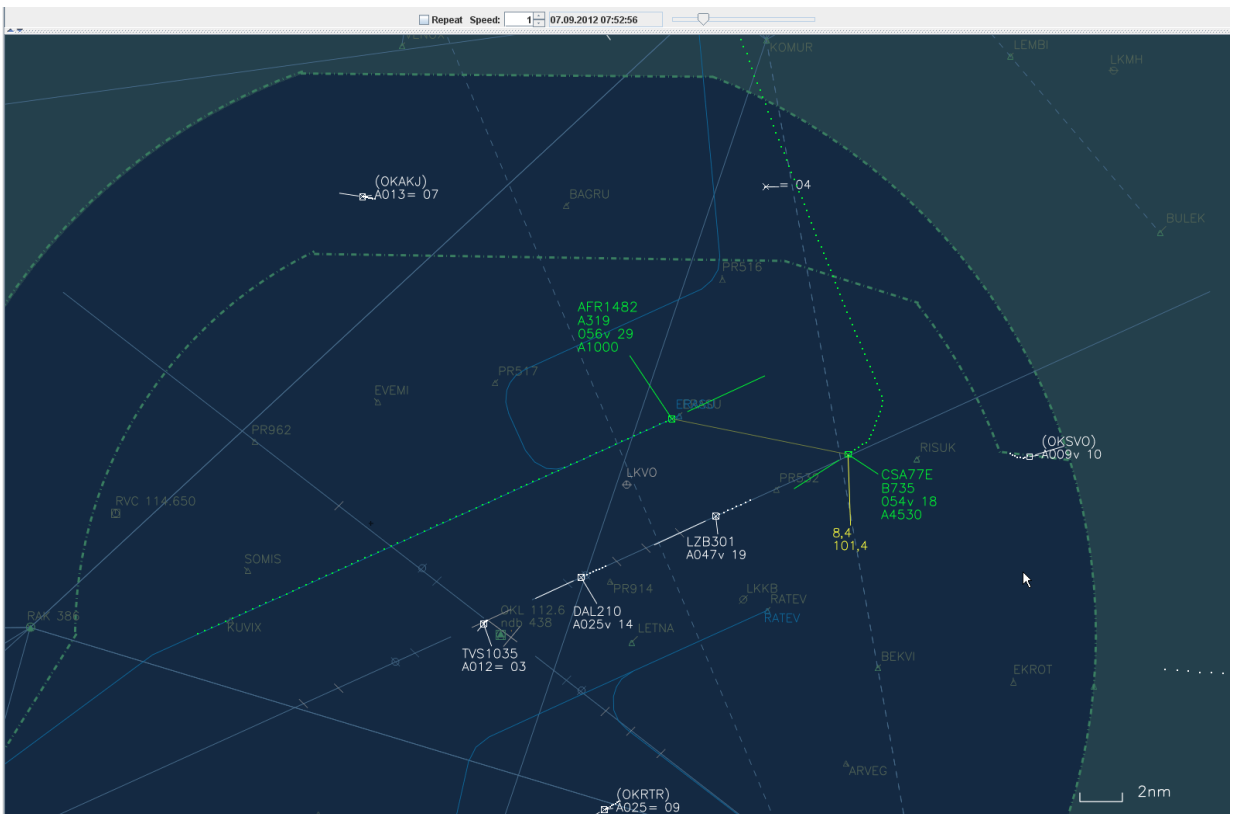 Repeat Speed: 1 07.09.2012 07:52:56
VENOX
KOMUR
LEMBI
LKMH
(OKAKJ)
A013= 07
= 04
BAGRU
BULEK
PR516
AFR1482
A319
056v 29
A1000
PR517
EVEMI
PR962
(OKSVO)
A009v 10
RISUK
CSA77E
B735
054v 18
A4530
LKVO
PR532
RVC 114.650
8,4
101,4
LZB301
A047v 19
SOMIS
PR914
LKKB
RATEV
RATEV
RAK 386
KUVIX
OKL 112.6
ndb 438
DAL210
A025v 14
LETNA
TVS1035
A012= 03
BEKVI
EKROT
ARVEG
(OKRTR)
A025= 09
2nm